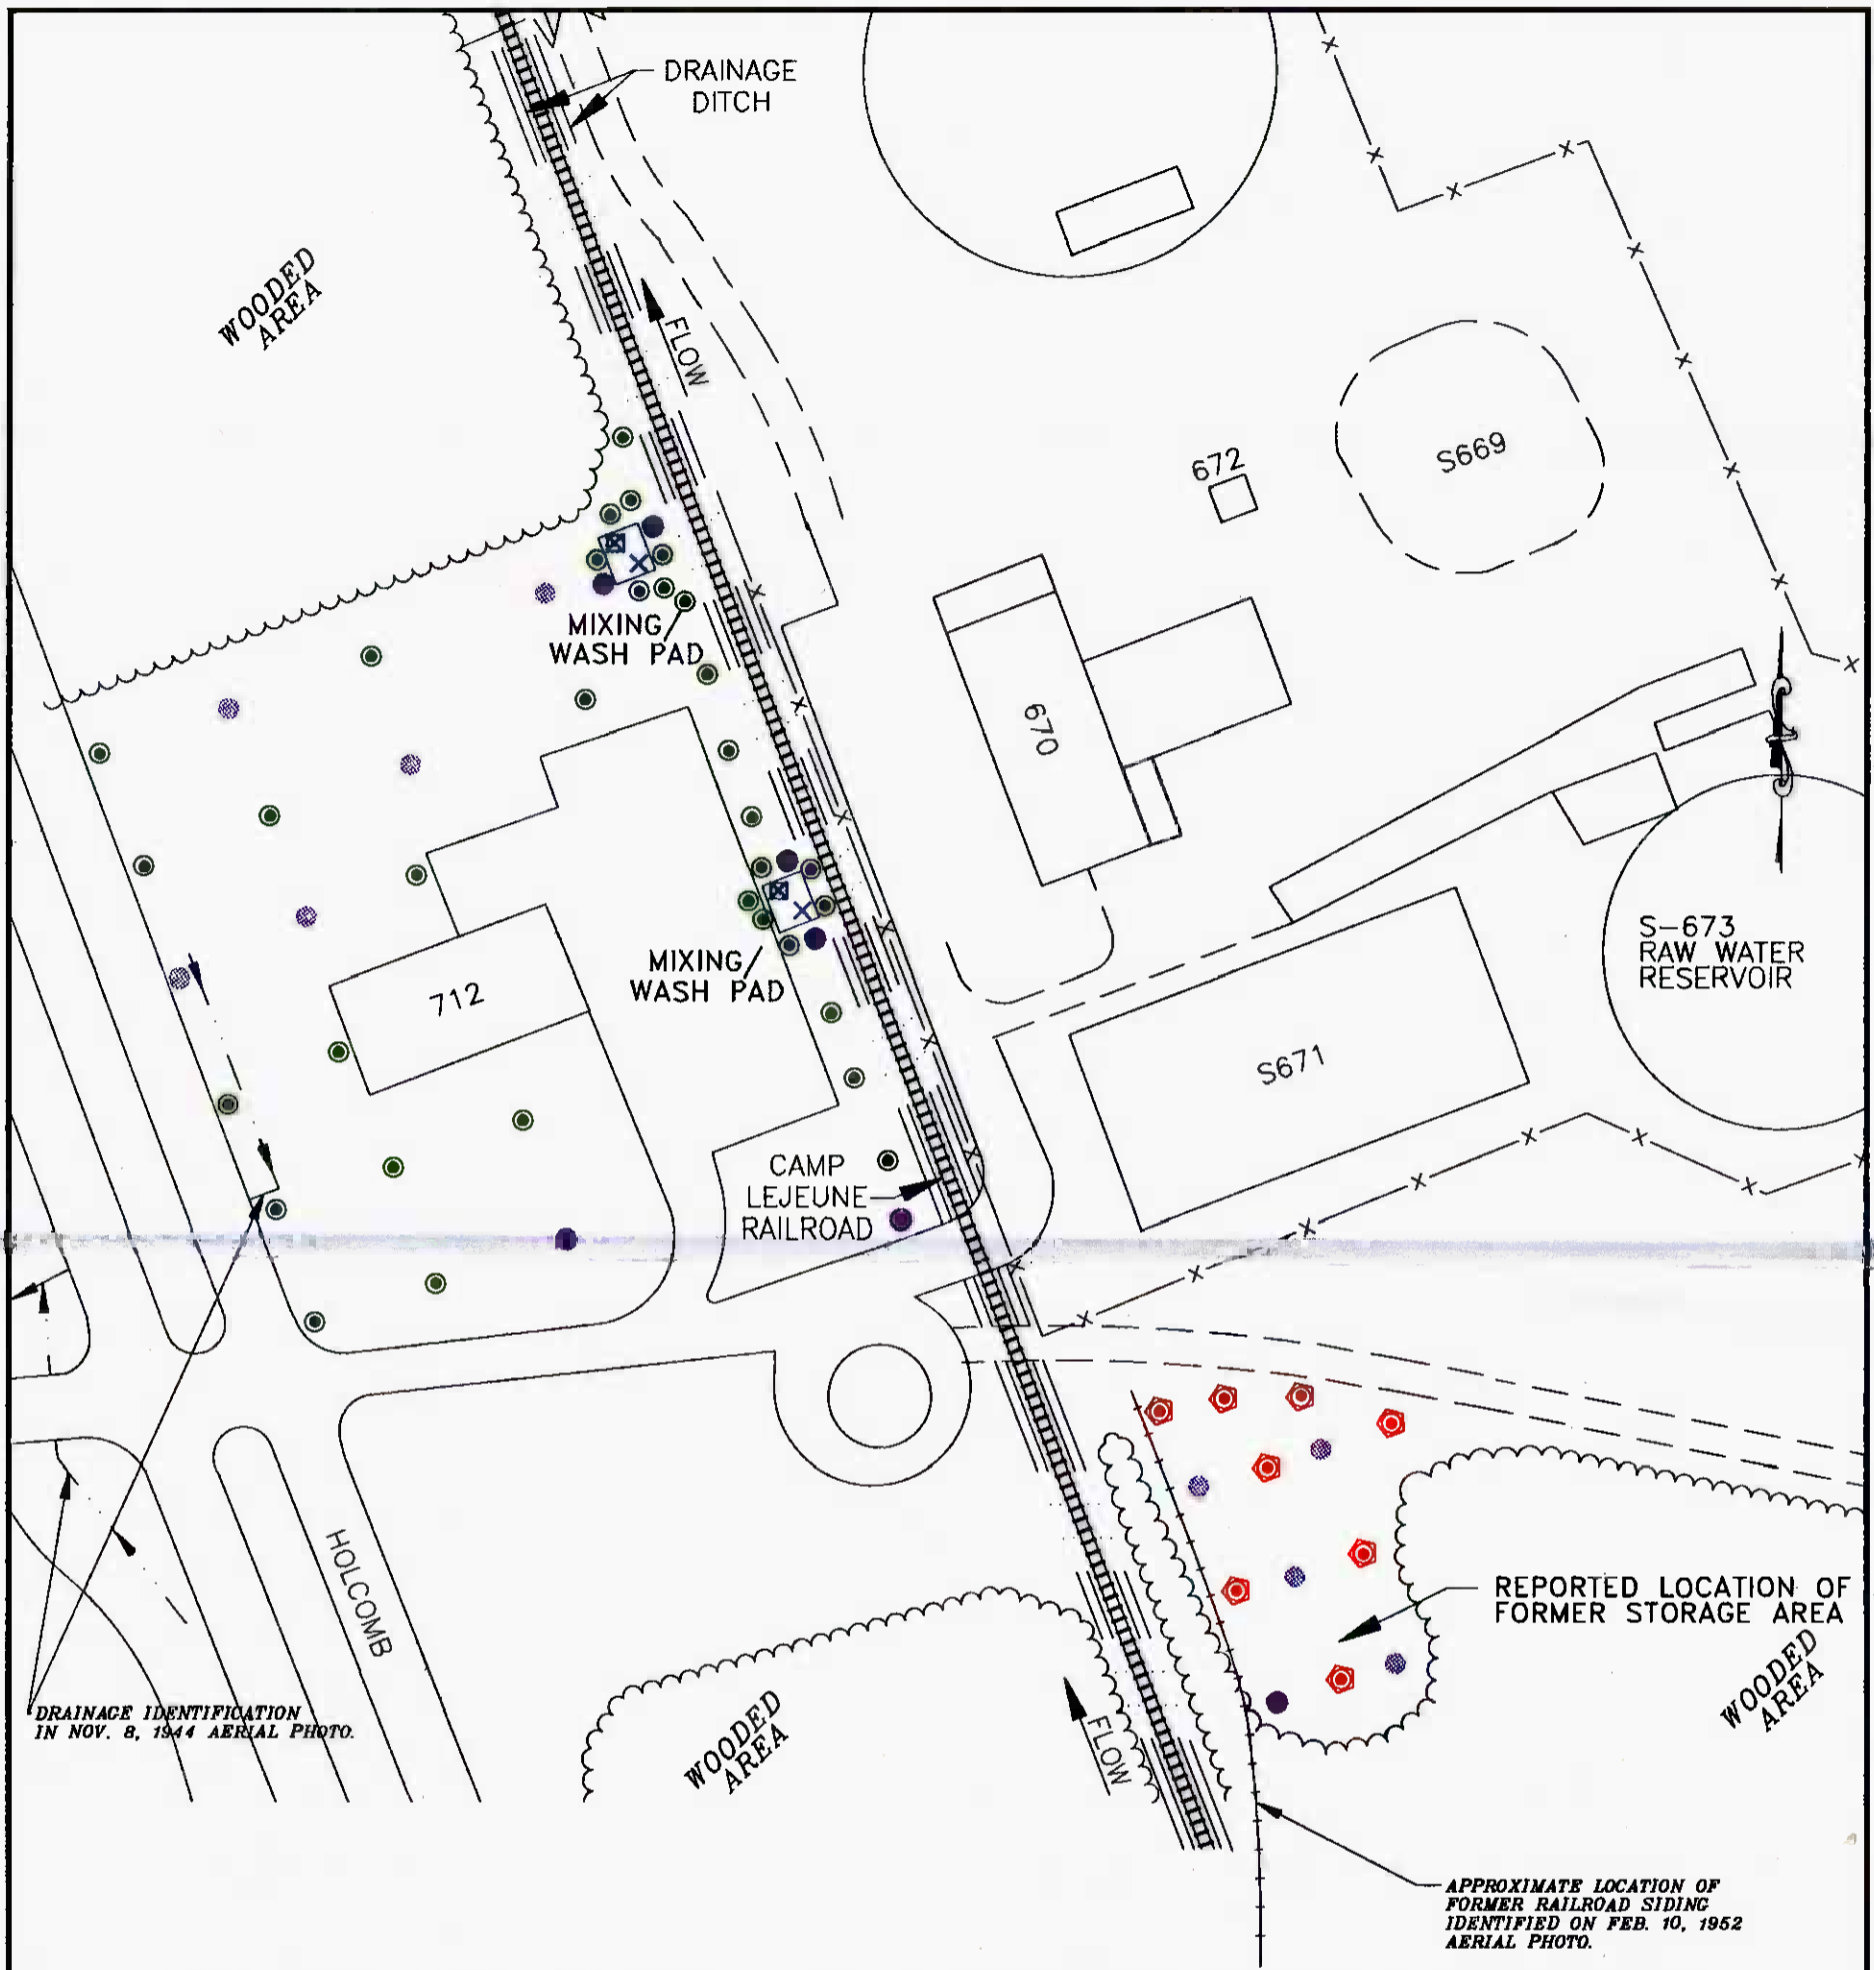 DRAINAGE
DITCH
WOODED
AREA
FLOW
672
S669
MIXING
WASH PAD
670
S-673
RAW WATER
RESERVOIR
MIXING
WASH PAD
712
S671
CAMP
LEJEUNE
RAILROAD
HOLCOMB
REPORTED LOCATION OF
FORMER STORAGE AREA
WOODED
AREA
DRAINAGE IDENTIFICATION
IN NOV. 8, 1944 AERIAL PHOTO.
WOODED
AREA
FLOW
APPROXIMATE LOCATION OF
FORMER RAILROAD SIDING
IDENTIFIED ON FEB. 10, 1952
AERIAL PHOTO.